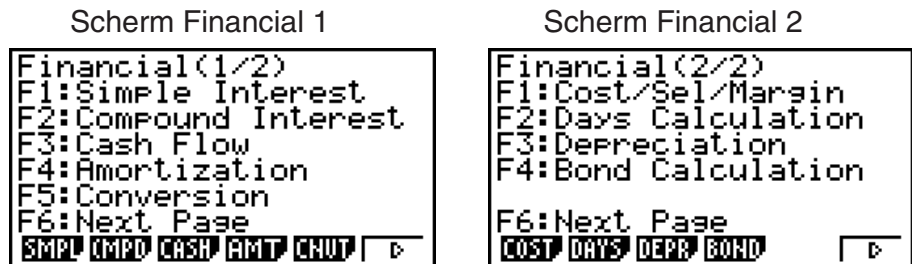 Scherm Financial 1
Financial(1/2)
F1:Simple Interest
F2:Compound Interest
F3:Cash Flow
F4:Amortization
F5:Conversion
F6:Next Page
SMPL CMPD CASH AMT CNVT ▷
Scherm Financial 2
Financial(2/2)
F1:Cost/Sel/Margin
F2:Days Calculation
F3:Depreciation
F4:Bond Calculation
F6:Next Page
COST DAYS DEPR BOND ▷